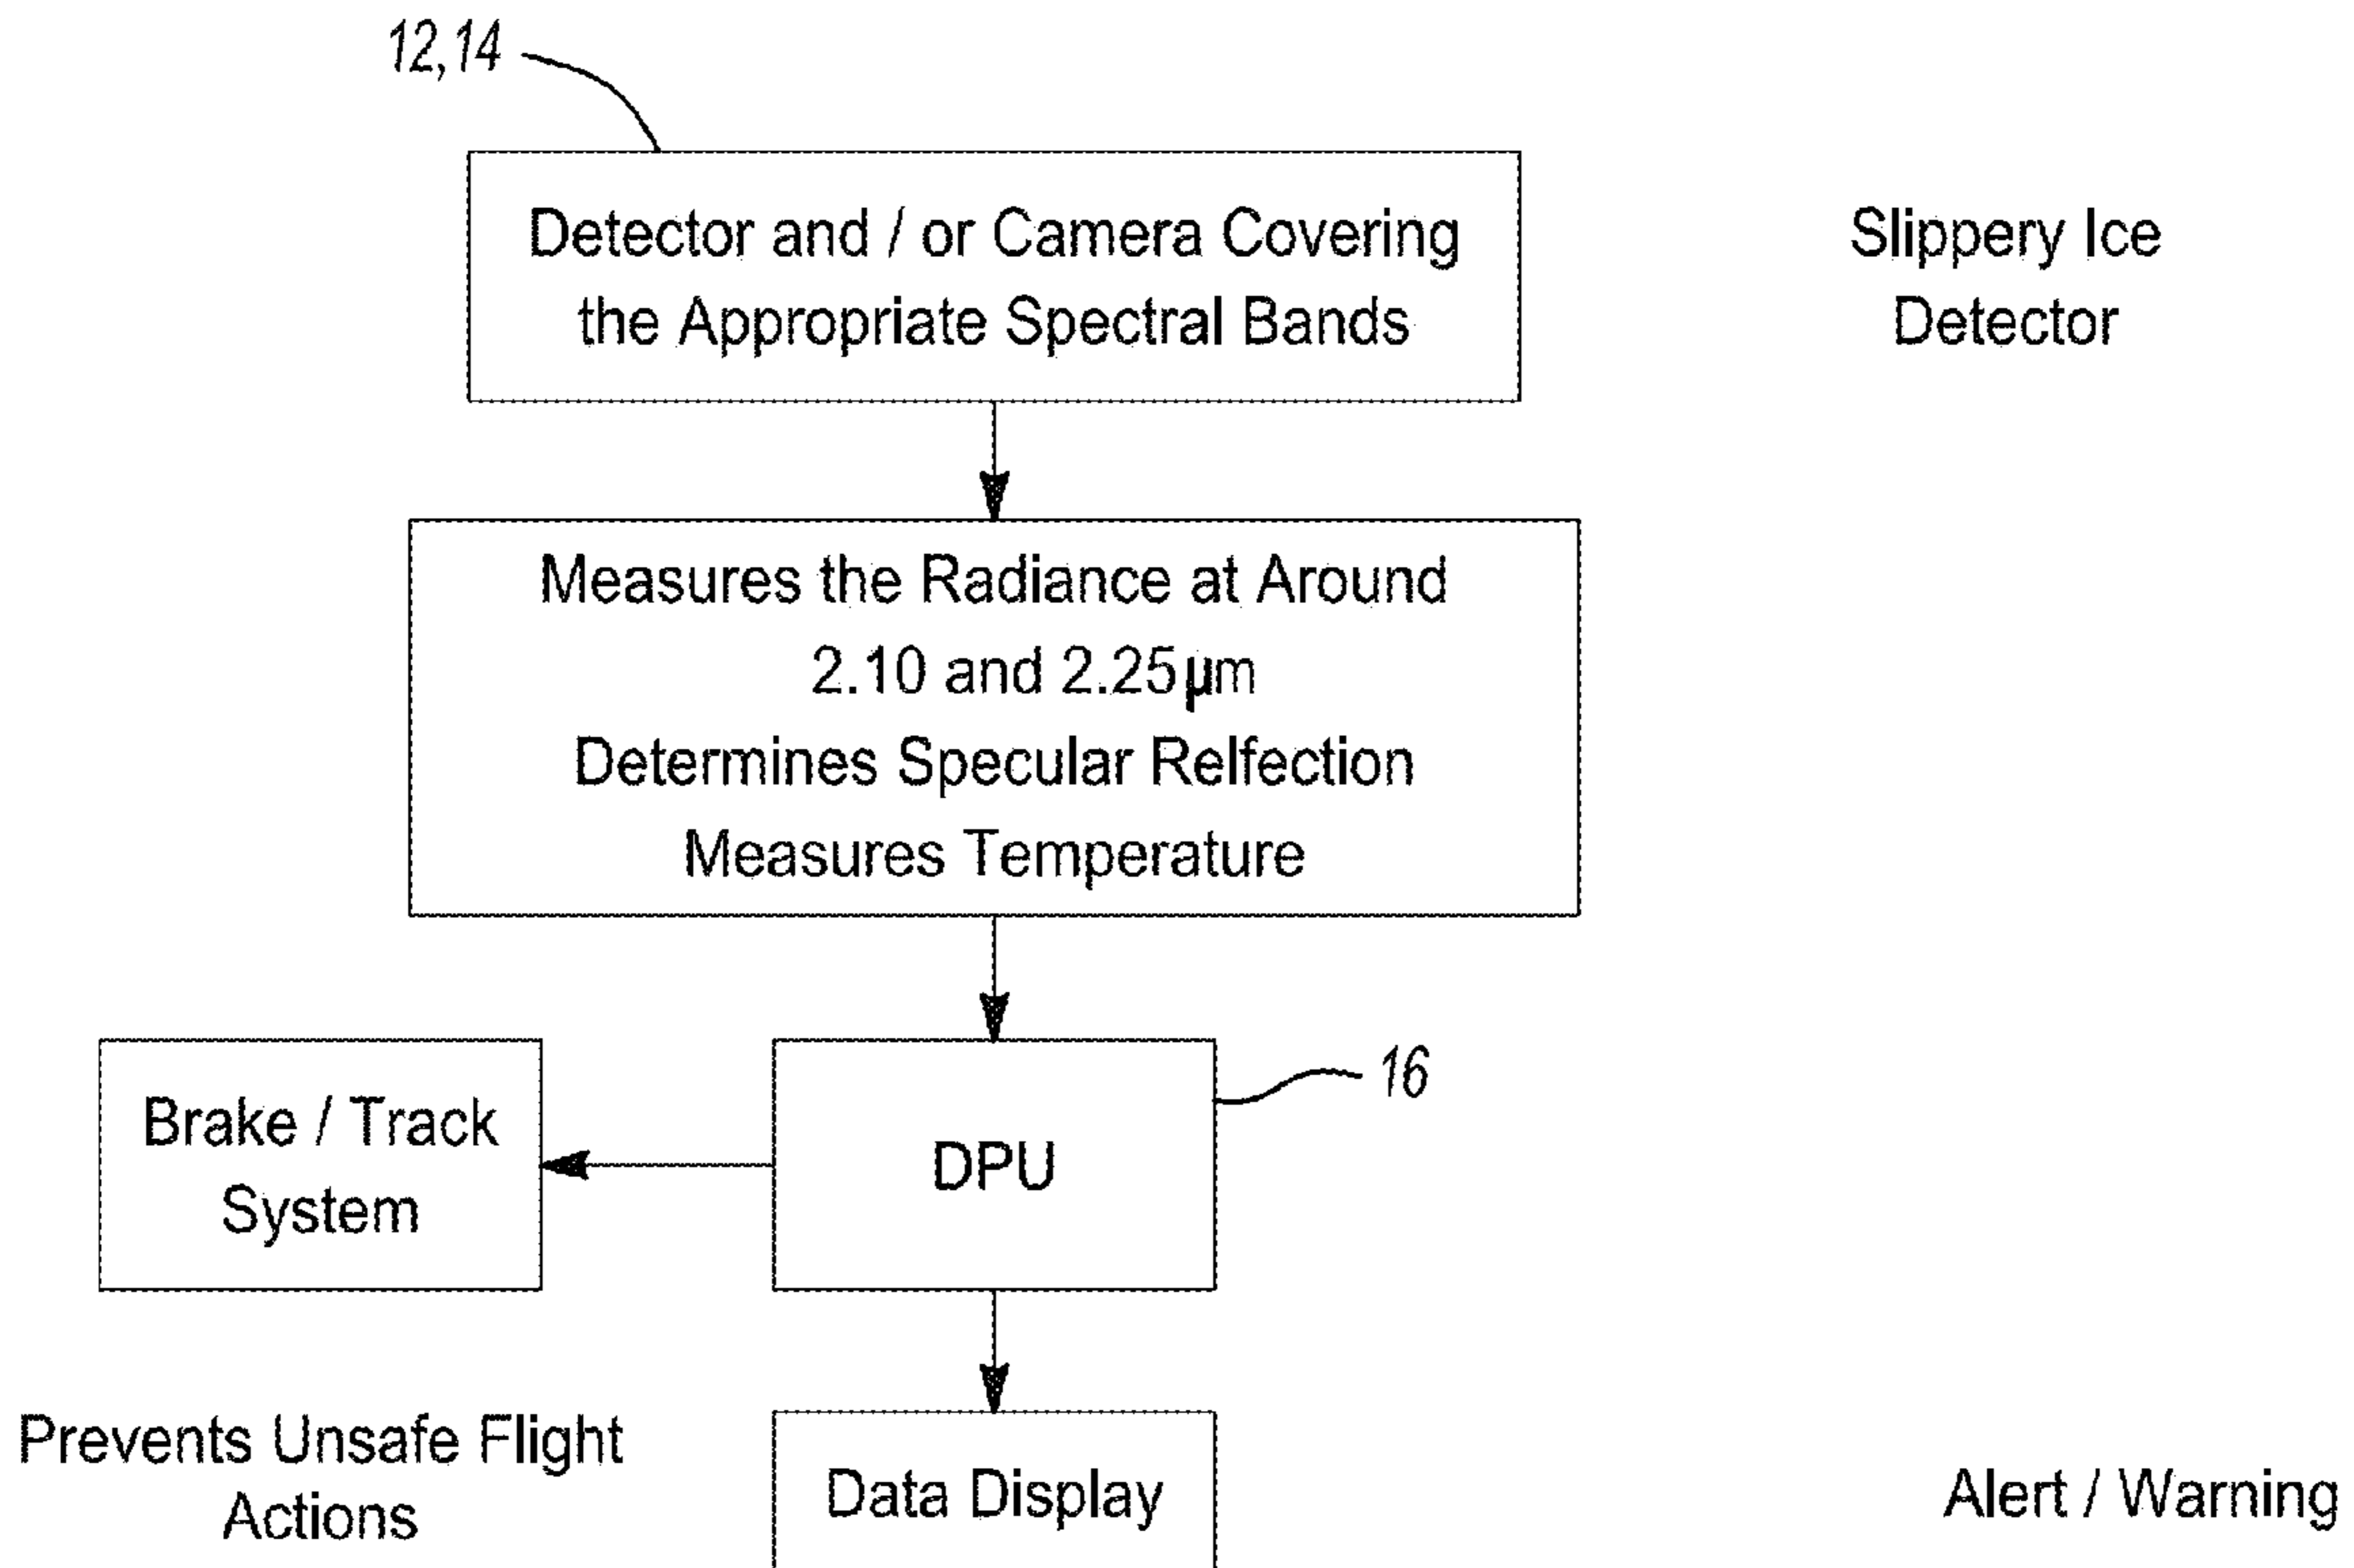 12,14
Detector and / or Camera Covering
the Appropriate Spectral Bands
Slippery Ice
Detector
Measures the Radiance at Around
2.10 and 2.25µm
Determines Specular Relfection
Measures Temperature
Brake / Track
System
DPU
16
Prevents Unsafe Flight
Actions
Data Display
Alert / Warning